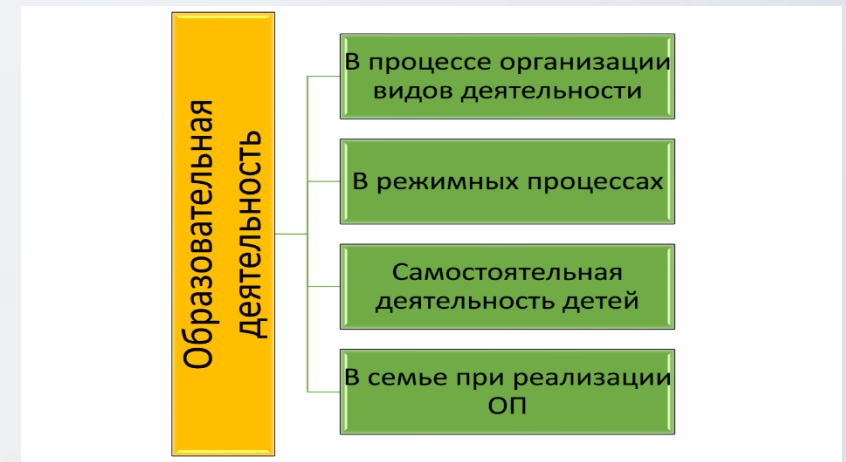 Образовательная
деятельность
В процессе организации
видов деятельности
В режимных процессах
Самостоятельная
деятельность детей
В семье при реализации
ОП